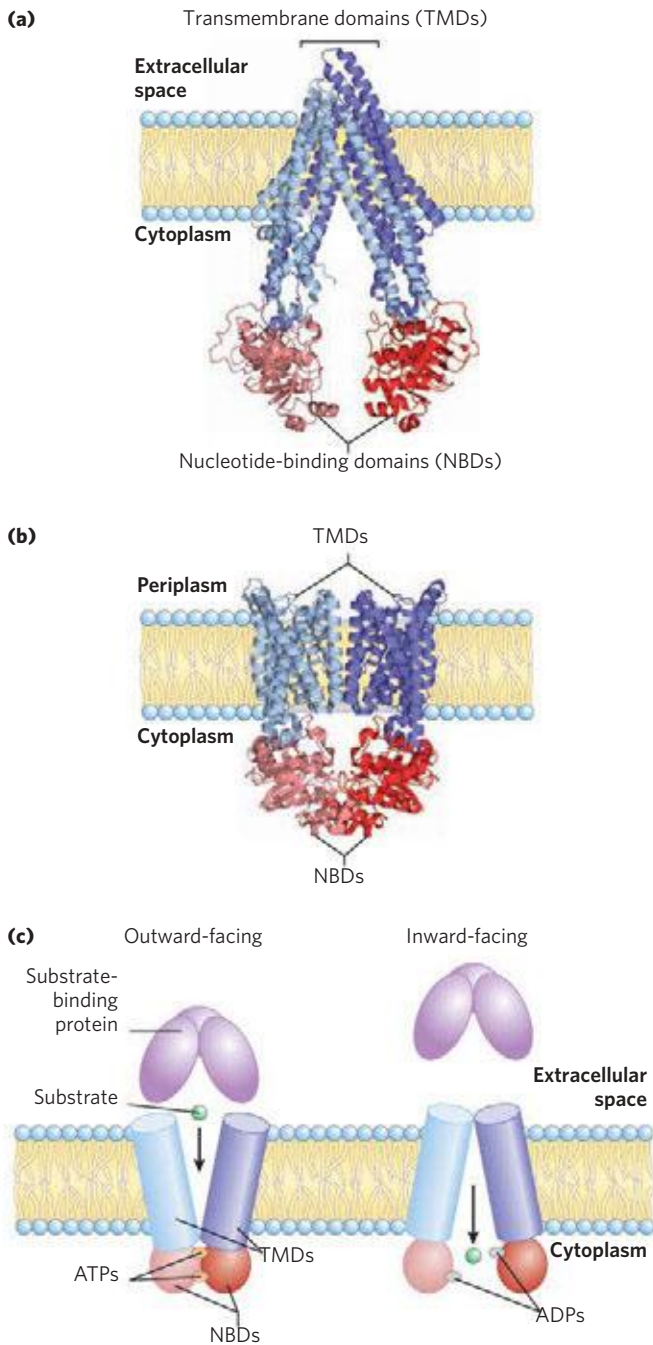 (a)
Transmembrane domains (TMDs)
Extracellular
space
Cytoplasm
Nucleotide-binding domains (NBDs)
(b)
TMDs
Periplasm
Cytoplasm
NBDs
(c)
Outward-facing
Inward-facing
Substrate-
binding
protein
Substrate
Extracellular
space
TMDs
Cytoplasm
ATPs
NBDs
ADPs